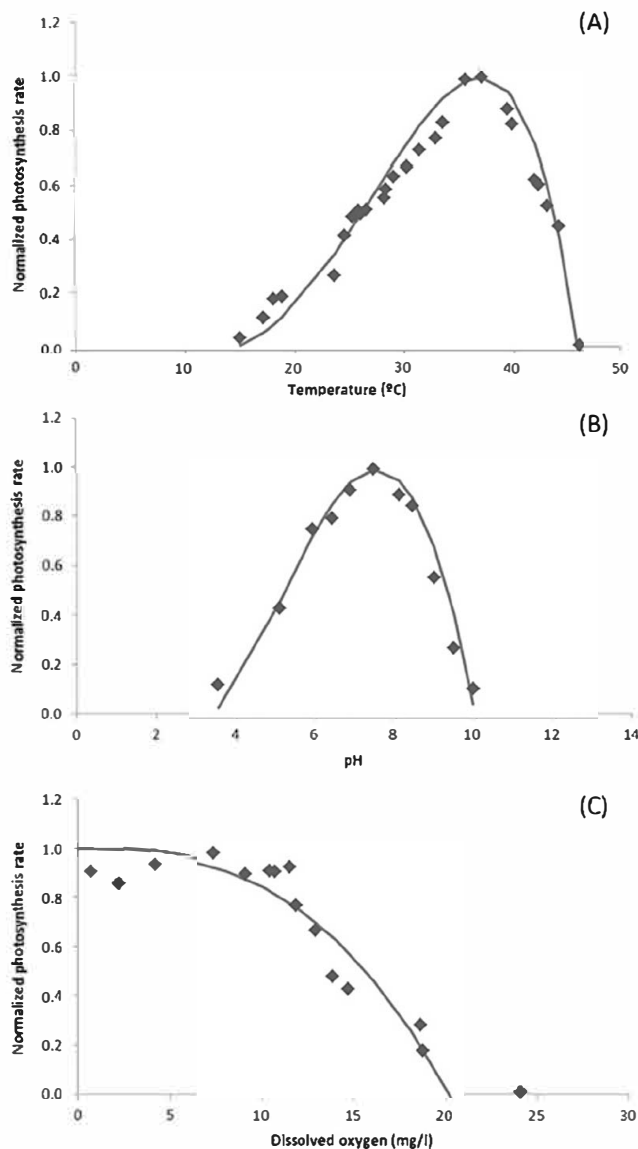 (A)
Normalized photosynthesis rate
1.2
1.0
0.8
0.6
0.4
0.2
0.0
0 10 20 30 40 50
Temperature (ºC)
(B)
Normalized photosynthesis rate
1.2
1.0
0.8
0.6
0.4
0.2
0.0
0 2 4 6 8 10 12 14
pH
(C)
Normalized photosynthesis rate
1.2
1.0
0.8
0.6
0.4
0.2
0.0
0 5 10 15 20 25 30
Dissolved oxygen (mg/l)